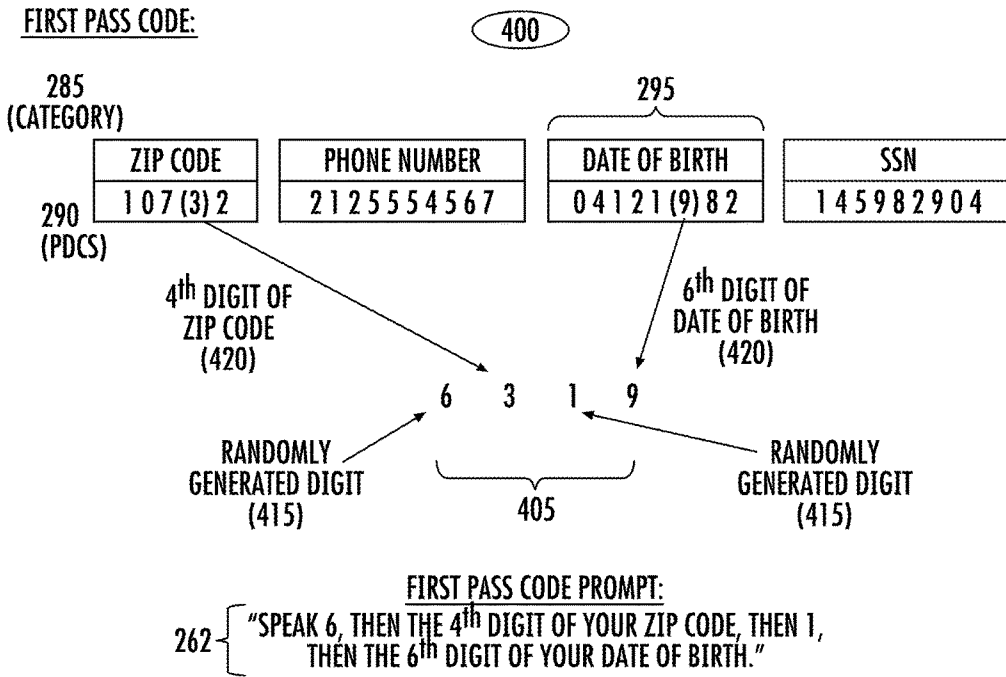 FIRST PASS CODE:
400
285
(CATEGORY)
295
ZIP CODE
PHONE NUMBER
DATE OF BIRTH
SSN
290
(PDCS)
1 0 7 (3) 2
2 1 2 5 5 5 4 5 6 7
0 4 1 2 1 (9) 8 2
1 4 5 9 8 2 9 0 4
4th DIGIT OF
ZIP CODE
(420)
6th DIGIT OF
DATE OF BIRTH
(420)
6 3 1 9
RANDOMLY
GENERATED DIGIT
(415)
405
RANDOMLY
GENERATED DIGIT
(415)
FIRST PASS CODE PROMPT:
262
"SPEAK 6, THEN THE 4th DIGIT OF YOUR ZIP CODE, THEN 1,
THEN THE 6th DIGIT OF YOUR DATE OF BIRTH."